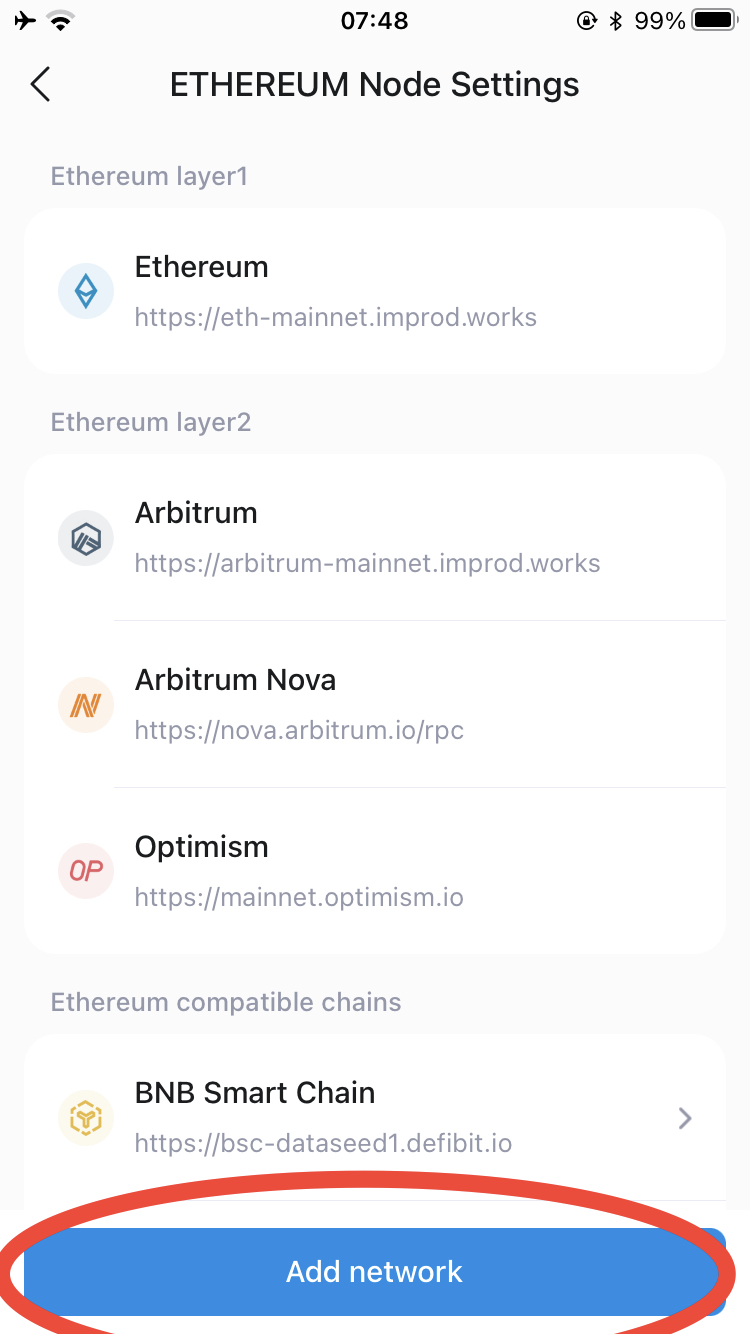 07:48
99%
ETHEREUM Node Settings
Ethereum layer1
Ethereum
https://eth-mainnet.improd.works
Ethereum layer2
Arbitrum
https://arbitrum-mainnet.improd.works
Arbitrum Nova
https://nova.arbitrum.io/rpc
OP
Optimism
https://mainnet.optimism.io
Ethereum compatible chains
BNB Smart Chain
https://bsc-dataseed1.defibit.io
Add network